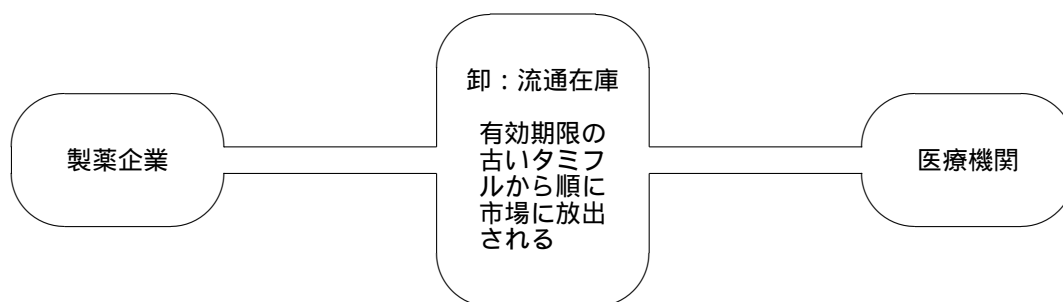 製薬企業
卸：流通在庫
有効期限の
古いタミフ
ルから順に
市場に放出
される
医療機関